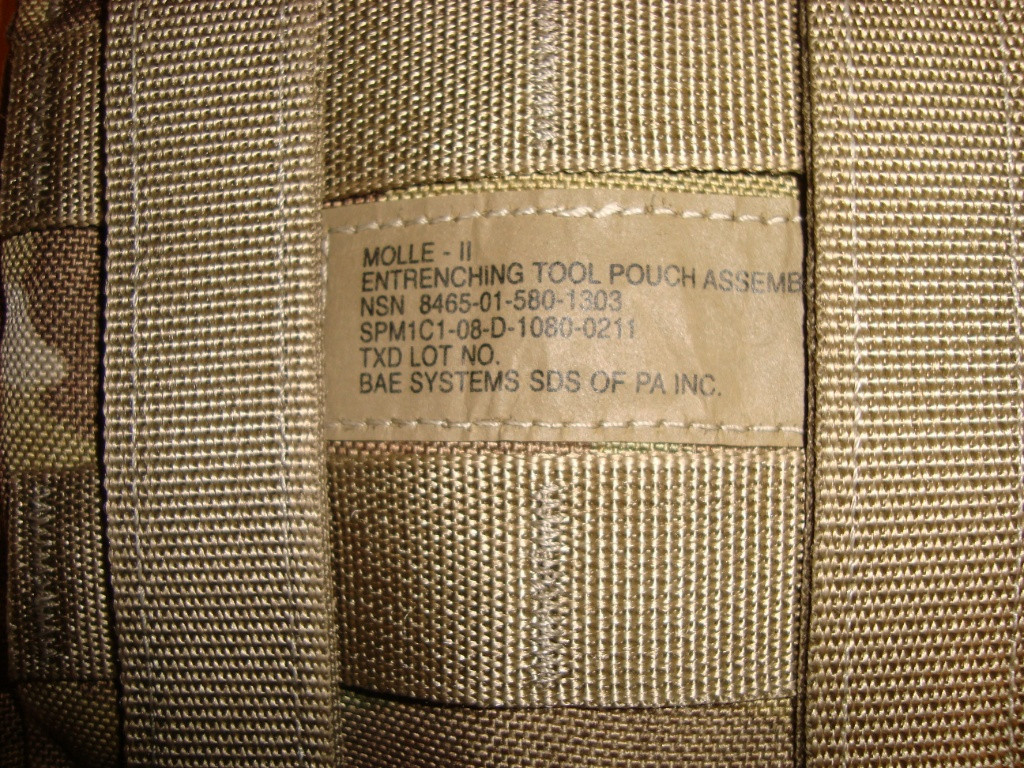 MOLLE - II
ENTRENCHING TOOL POUCH ASSEMB
NSN 8465-01-580-1303
SPM1C1-08-D-1080-0211
TXD LOT NO.
BAE SYSTEMS SDS OF PA INC.